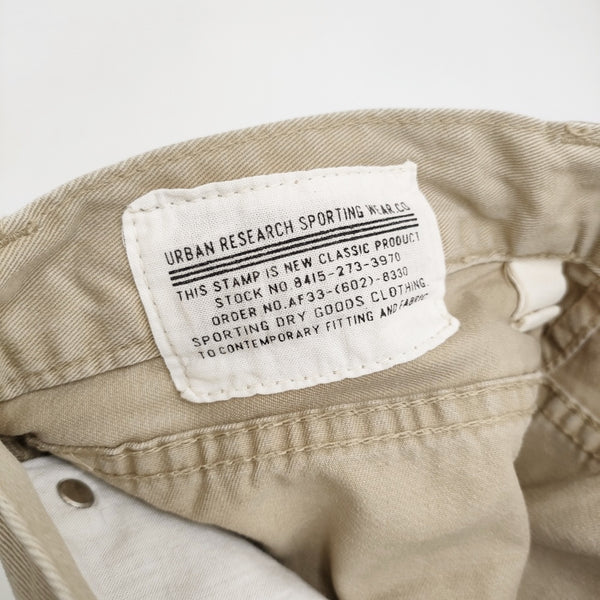 URBAN RESEARCH SPORTING WEAR.CO
THIS STAMP IS NEW CLASSIC PRODUCT
STOCK NO.8415-273-3970
ORDER NO.AF33-(602)-8330
SPORTING DRY GOODS CLOTHING.
TO CONTEMPORARY FITTING AND FABRIC